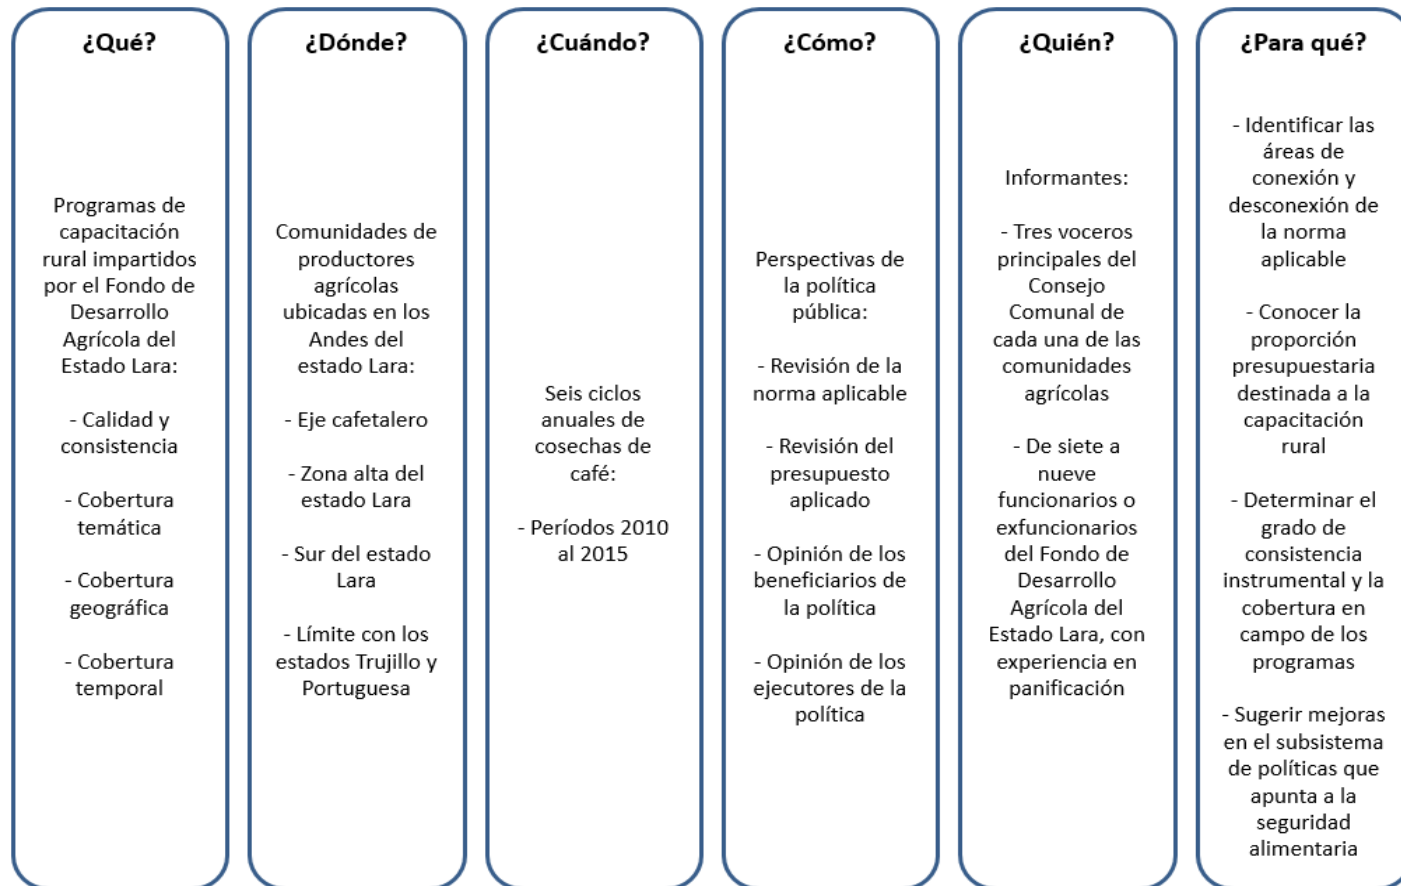 ¿Qué?
Programas de
capacitación
rural impartidos
por el Fondo de
Desarrollo
Agrícola del
Estado Lara:
- Calidad y
consistencia
- Cobertura
temática
- Cobertura
geográfica
- Cobertura
temporal
¿Dónde?
Comunidades de
productores
agrícolas
ubicadas en los
Andes del
estado Lara:
- Eje cafetalero
- Zona alta del
estado Lara
- Sur del estado
Lara
- Límite con los
estados Trujillo y
Portuguesa
¿Cuándo?
Seis ciclos
anuales de
cosechas de
café:
- Períodos 2010
al 2015
¿Cómo?
Perspectivas de
la política
pública:
- Revisión de la
norma aplicable
- Revisión del
presupuesto
aplicado
- Opinión de los
beneficiarios de
la política
- Opinión de los
ejecutores de la
política
¿Quién?
Informantes:
- Tres voceros
principales del
Consejo
Comunal de
cada una de las
comunidades
agrícolas
- De siete a
nueve
funcionarios o
exfuncionarios
del Fondo de
Desarrollo
Agrícola del
Estado Lara, con
experiencia en
panificación
¿Para qué?
- Identificar las
áreas de
conexión y
desconexión de
la norma
aplicable
- Conocer la
proporción
presupuestaria
destinada a la
capacitación
rural
- Determinar el
grado de
consistencia
instrumental y la
cobertura en
campo de los
programas
- Sugerir mejoras
en el subsistema
de políticas que
apunta a la
seguridad
alimentaria